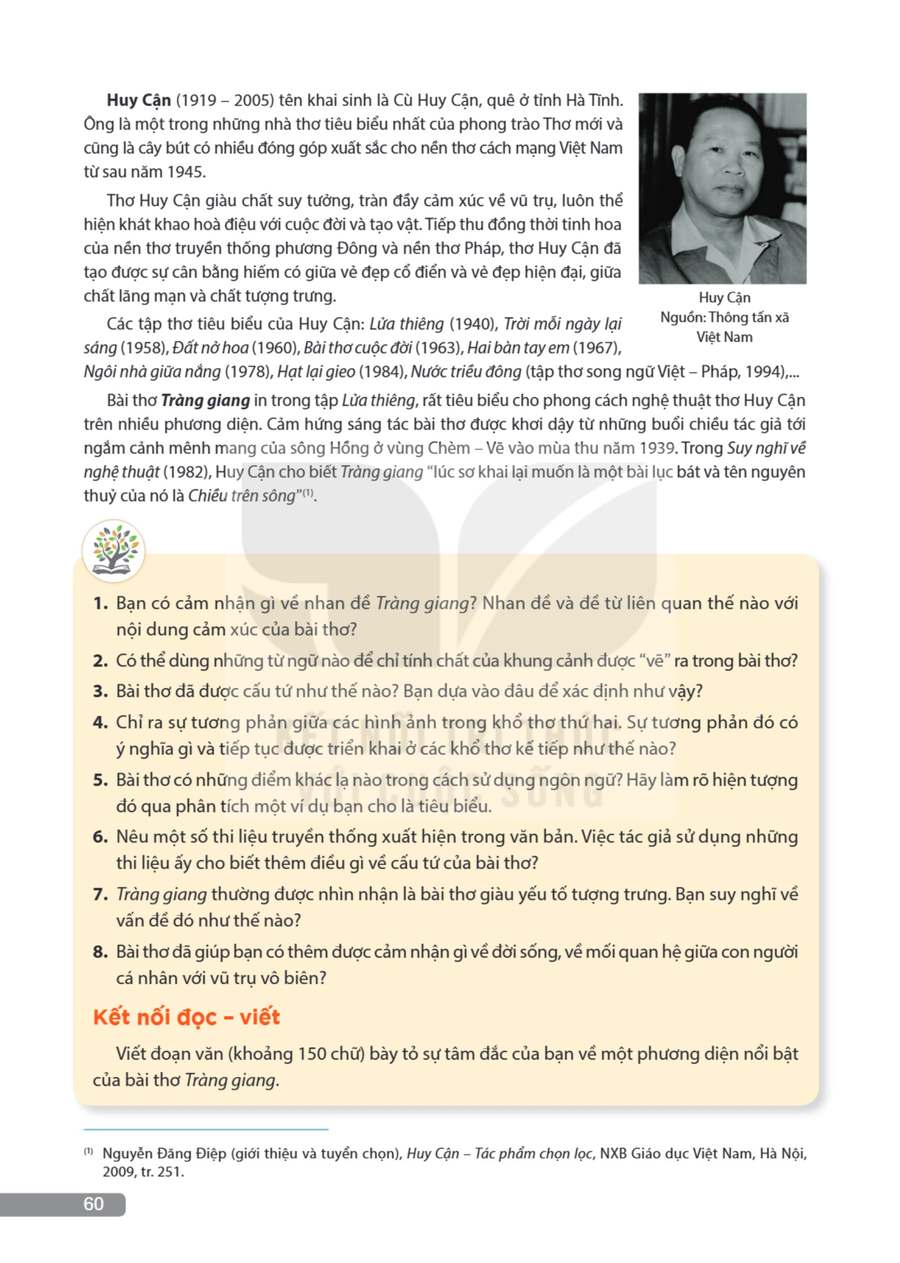 Huy Cận (1919 – 2005) tên khai sinh là Cù Huy Cận, quê ở tỉnh Hà Tĩnh.
Ông là một trong những nhà thơ tiêu biểu nhất của phong trào Thơ mới và
cũng là cây bút có nhiều đóng góp xuất sắc cho nền thơ cách mạng Việt Nam
từ sau năm 1945.
Thơ Huy Cận giàu chất suy tưởng, tràn đầy cảm xúc về vũ trụ, luôn thể
hiện khát khao hoà điệu với cuộc đời và tạo vật. Tiếp thu đồng thời tinh hoa
của nền thơ truyền thống phương Đông và nền thơ Pháp, thơ Huy Cận đã
tạo được sự cân bằng hiếm có giữa vẻ đẹp cổ điển và vẻ đẹp hiện đại, giữa
chất lãng mạn và chất tượng trưng.
Huy Cận
Nguồn: Thông tấn xã
Việt Nam
Các tập thơ tiêu biểu của Huy Cận: Lửa thiêng (1940), Trời mỗi ngày lại
sáng (1958), Đất nở hoa (1960), Bài thơ cuộc đời (1963), Hai bàn tay em (1967),
Ngôi nhà giữa nắng (1978), Hạt lại gieo (1984), Nước triều đông (tập thơ song ngữ Việt – Pháp, 1994),...
Bài thơ Tràng giang in trong tập Lửa thiêng, rất tiêu biểu cho phong cách nghệ thuật thơ Huy Cận
trên nhiều phương diện. Cảm hứng sáng tác bài thơ được khơi dậy từ những buổi chiều tác giả tới
ngắm cảnh mênh mang của sông Hồng ở vùng Chèm – Vẽ vào mùa thu năm 1939. Trong Suy nghĩ về
nghệ thuật (1982), Huy Cận cho biết Tràng giang “lúc sơ khai lại muốn là một bài lục bát và tên nguyên
thuỷ của nó là Chiều trên sông”(1).
1. Bạn có cảm nhận gì về nhan đề Tràng giang? Nhan đề và đề từ liên quan thế nào với
nội dung cảm xúc của bài thơ?
2. Có thể dùng những từ ngữ nào để chỉ tính chất của khung cảnh được “vẽ” ra trong bài thơ?
3. Bài thơ đã được cấu tứ như thế nào? Bạn dựa vào đâu để xác định như vậy?
4. Chỉ ra sự tương phản giữa các hình ảnh trong khổ thơ thứ hai. Sự tương phản đó có
ý nghĩa gì và tiếp tục được triển khai ở các khổ thơ kế tiếp như thế nào?
5. Bài thơ có những điểm khác lạ nào trong cách sử dụng ngôn ngữ? Hãy làm rõ hiện tượng
đó qua phân tích một ví dụ bạn cho là tiêu biểu.
6. Nêu một số thi liệu truyền thống xuất hiện trong văn bản. Việc tác giả sử dụng những
thi liệu ấy cho biết thêm điều gì về cấu tứ của bài thơ?
7. Tràng giang thường được nhìn nhận là bài thơ giàu yếu tố tượng trưng. Bạn suy nghĩ về
vấn đề đó như thế nào?
8. Bài thơ đã giúp bạn có thêm được cảm nhận gì về đời sống, về mối quan hệ giữa con người
cá nhân với vũ trụ vô biên?
KẾT NỐI TRI THỨC
VỚI CUỘC SỐNG
Kết nối đọc – viết
Viết đoạn văn (khoảng 150 chữ) bày tỏ sự tâm đắc của bạn về một phương diện nổi bật
của bài thơ Tràng giang.
(1) Nguyễn Đăng Điệp (giới thiệu và tuyển chọn), Huy Cận – Tác phẩm chọn lọc, NXB Giáo dục Việt Nam, Hà Nội,
2009, tr. 251.
60